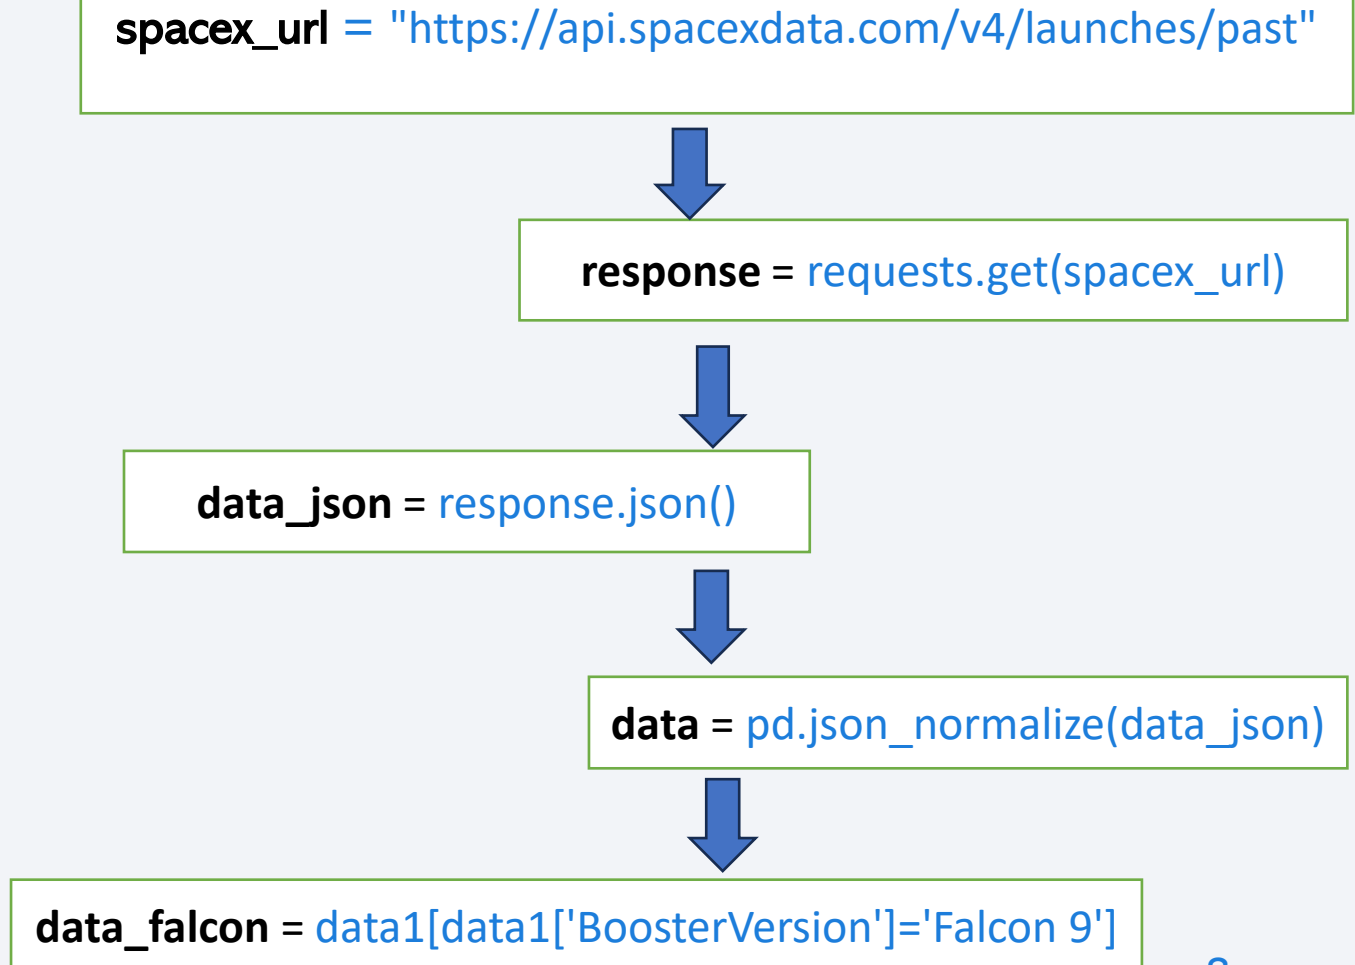 spacex_url = "https://api.spacexdata.com/v4/launches/past"
response = requests.get(spacex_url)
data_json = response.json()
data = pd.json_normalize(data_json)
data_falcon = data1[data1['BoosterVersion']='Falcon 9']